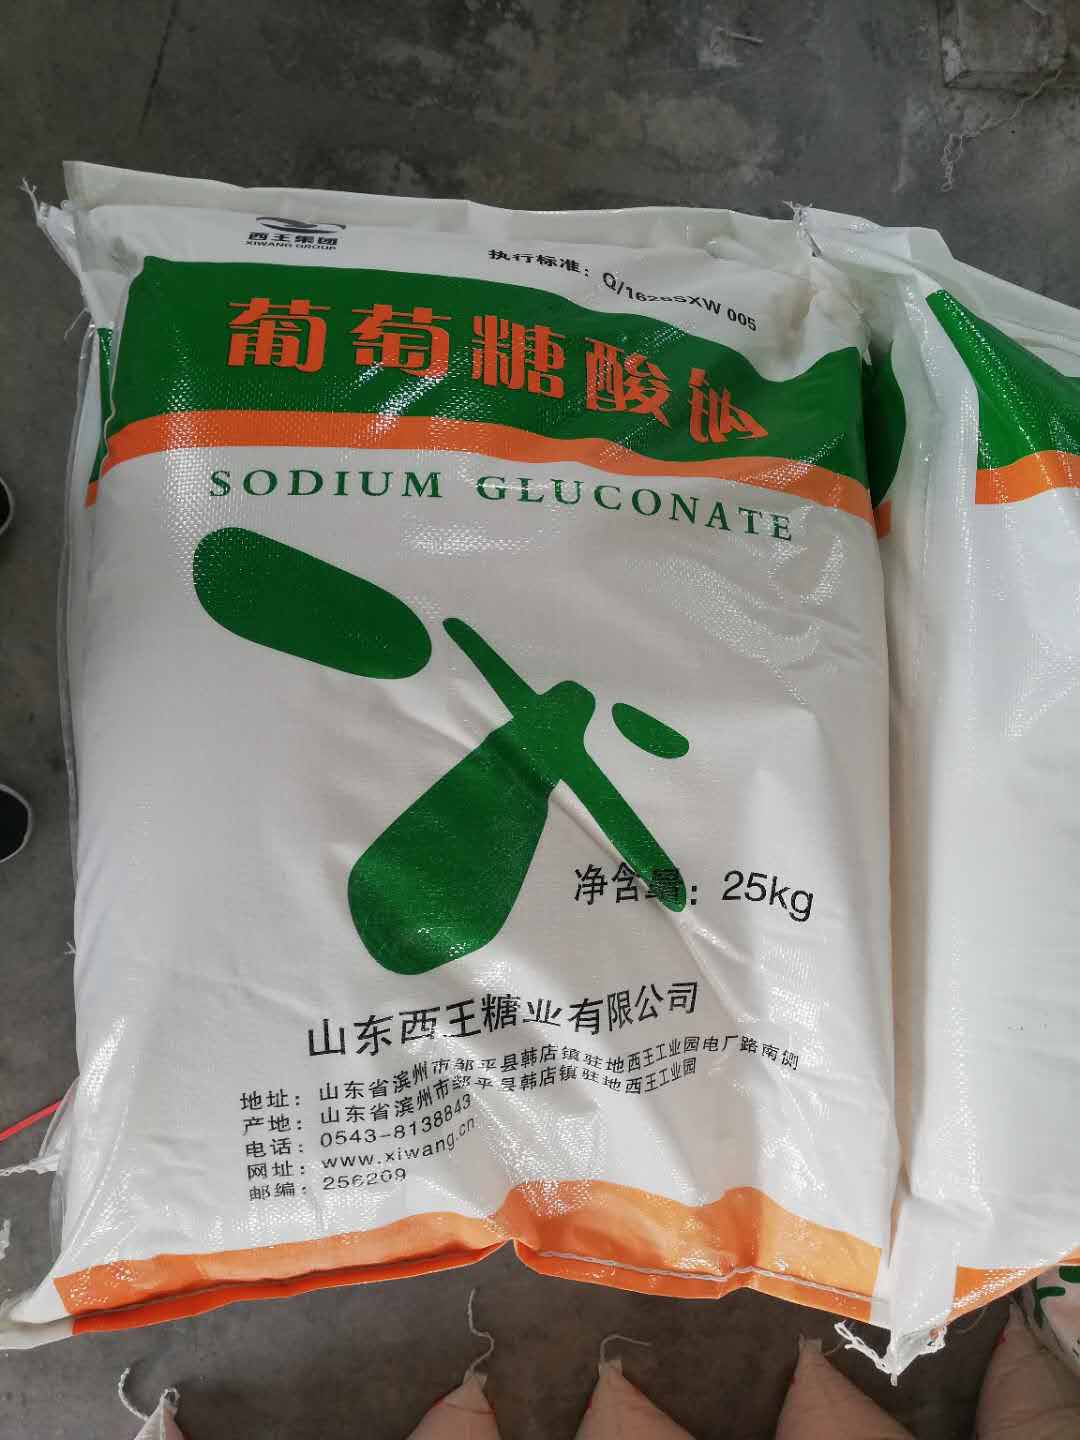 西王集团
XIWANG GROUP
执行标准：Q/1626SXW 005
葡萄糖酸钠
SODIUM GLUCONATE
净含量：25kg
山东西王糖业有限公司
地址：山东省滨州市邹平县韩店镇驻地西王工业园电厂路南侧
产地：山东省滨州市邹平县韩店镇驻地西王工业园
电话：0543-8138843
网址：www.xiwang.cn
邮编：256209